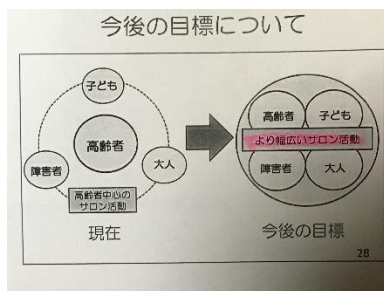 今後の目標について
子ども
高齢者
障害者
大人
高齢者中心の
サロン活動
現在
高齢者
子ども
より幅広いサロン活動
障害者
大人
今後の目標
28